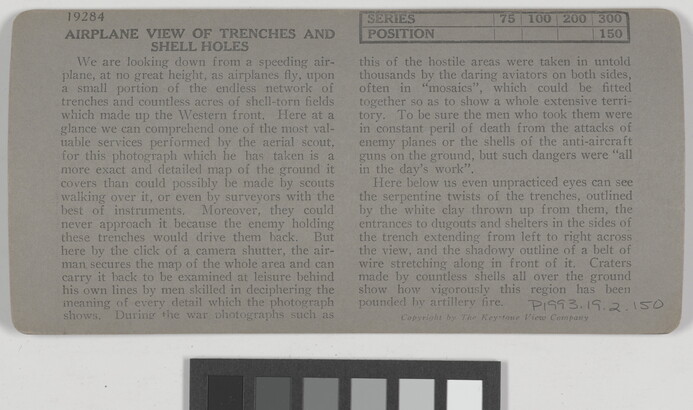 19284
AIRPLANE VIEW OF TRENCHES AND
SHELL HOLES
We are looking down from a speeding air-
plane, at no great height, as airplanes fly, upon
a small portion of the endless network of
trenches and countless acres of shell-torn fields
which made up the Western front. Here at a
glance we can comprehend one of the most val-
uable services performed by the aerial scout,
for this photograph which he has taken is a
more exact and detailed map of the ground it
covers than could possibly be made by scouts
walking over it, or even by surveyors with the
best of instruments. Moreover, they could
never approach it because the enemy holding
these trenches would drive them back. But
here by the click of a camera shutter, the air-
man secures the map of the whole area and can
carry it back to be examined at leisure behind
his own lines by men skilled in deciphering the
meaning of every detail which the photograph
shows. During the war photographs such as
SERIES 75 100 200 300
POSITION 150
this of the hostile areas were taken in untold
thousands by the daring aviators on both sides,
often in "mosaics", which could be fitted
together so as to show a whole extensive terri-
tory. To be sure the men who took them were
in constant peril of death from the attacks of
enemy planes or the shells of the anti-aircraft
guns on the ground, but such dangers were "all
in the day's work".
Here below us even unpracticed eyes can see
the serpentine twists of the trenches, outlined
by the white clay thrown up from them, the
entrances to dugouts and shelters in the sides of
the trench extending from left to right across
the view, and the shadowy outline of a belt of
wire stretching along in front of it. Craters
made by countless shells all over the ground
show how vigorously this region has been
pounded by artillery fire.
P1993.19.2.150
Copyright by The Keystone View Company